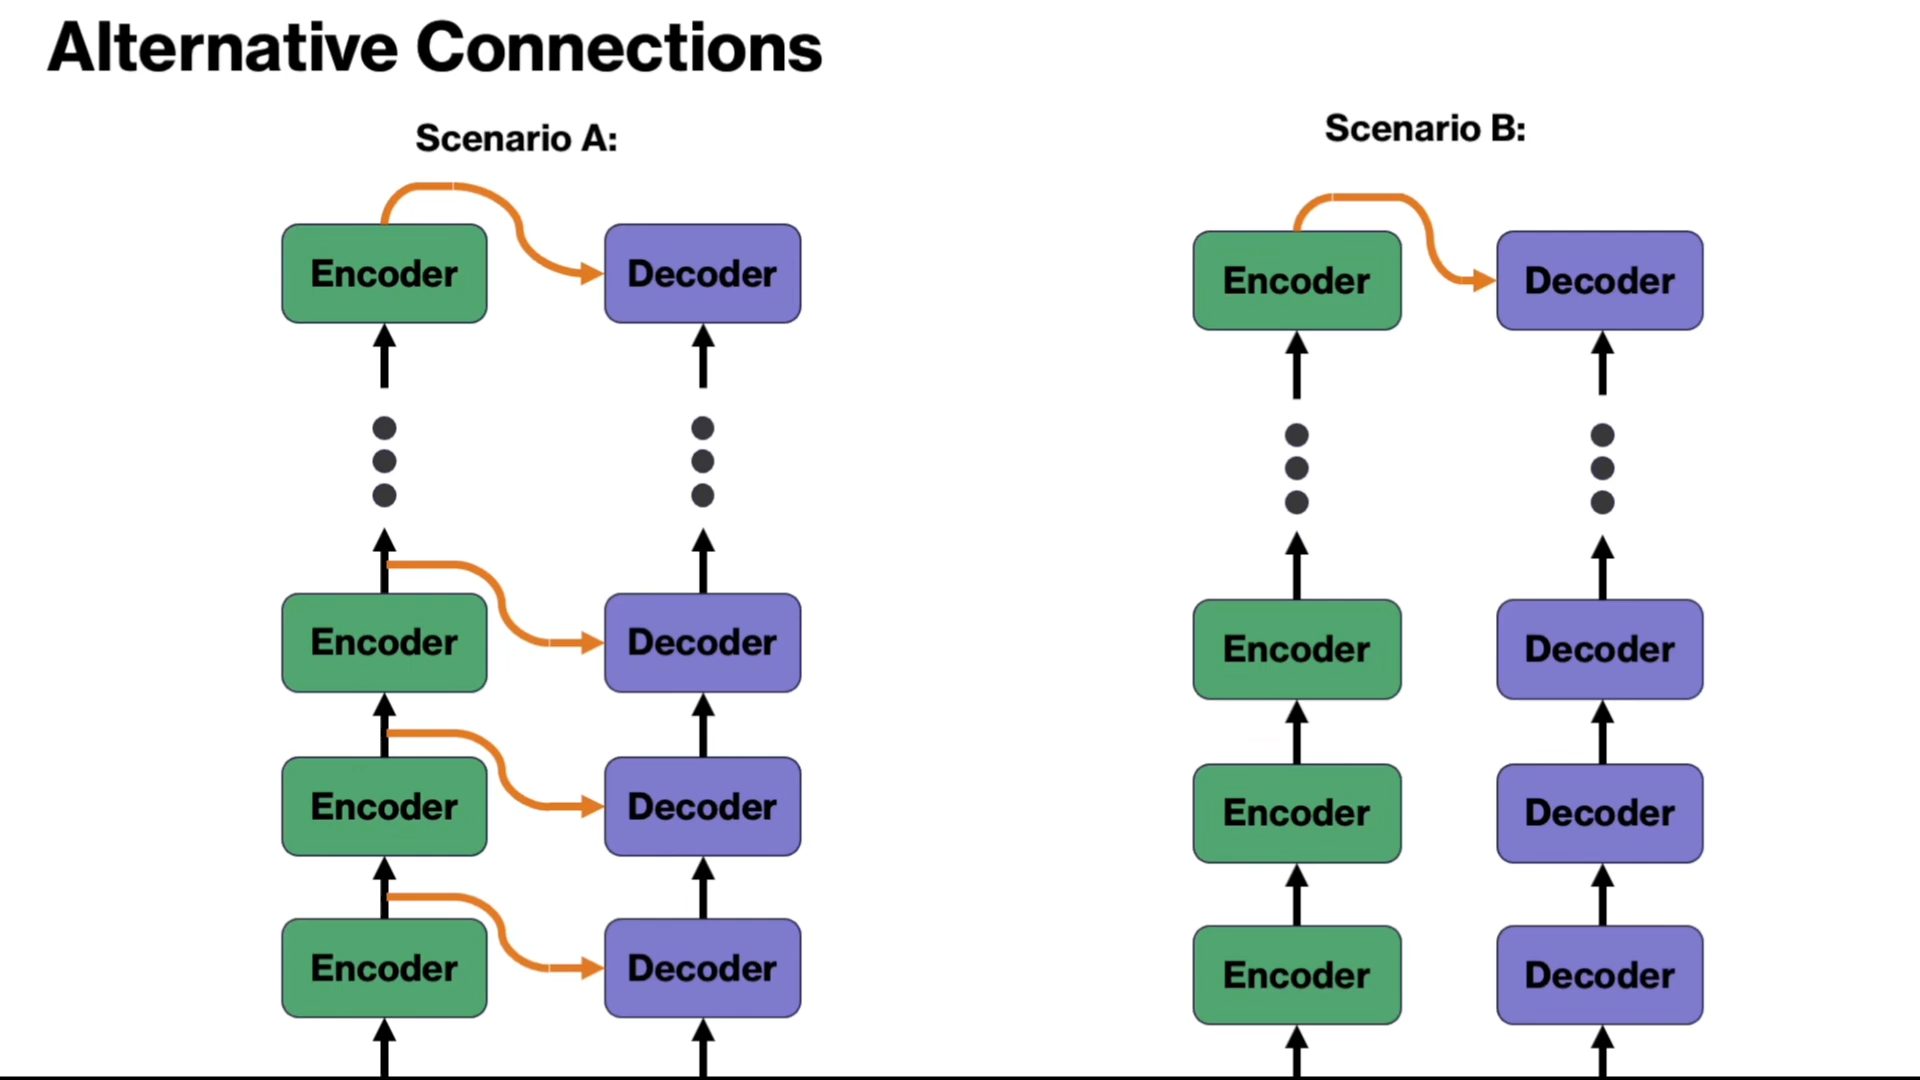 Alternative Connections
Scenario A:
Encoder
Decoder
Encoder
Decoder
Encoder
Decoder
Encoder
Decoder
Scenario B:
Encoder
Decoder
Encoder
Decoder
Encoder
Decoder
Encoder
Decoder